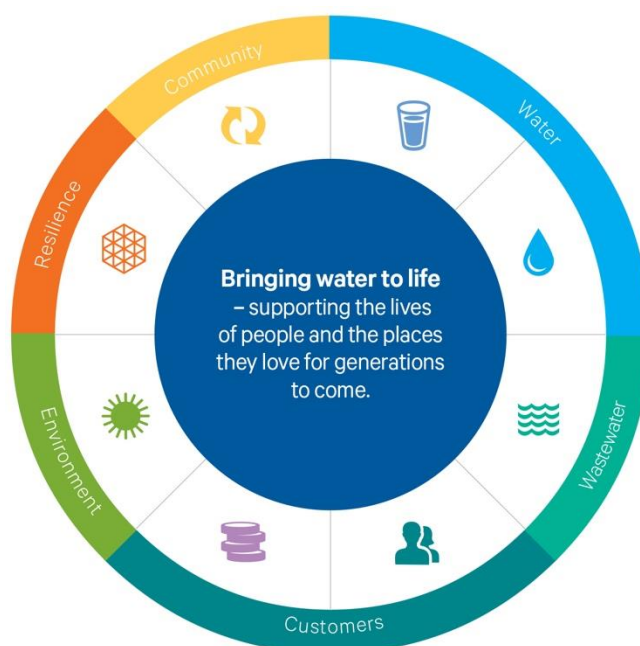 Community
Water
Resilience
Bringing water to life
– supporting the lives
of people and the places
they love for generations
to come.
Environment
Wastewater
Customers